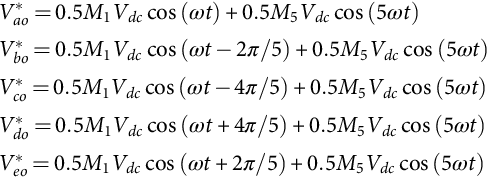 V*ao = 0.5M1Vdc cos (ωt) + 0.5M5Vdc cos (5ωt)
V*bo = 0.5M1Vdc cos (ωt − 2π/5) + 0.5M5Vdc cos (5ωt)
V*co = 0.5M1Vdc cos (ωt − 4π/5) + 0.5M5Vdc cos (5ωt)
V*do = 0.5M1Vdc cos (ωt + 4π/5) + 0.5M5Vdc cos (5ωt)
V*eo = 0.5M1Vdc cos (ωt + 2π/5) + 0.5M5Vdc cos (5ωt)